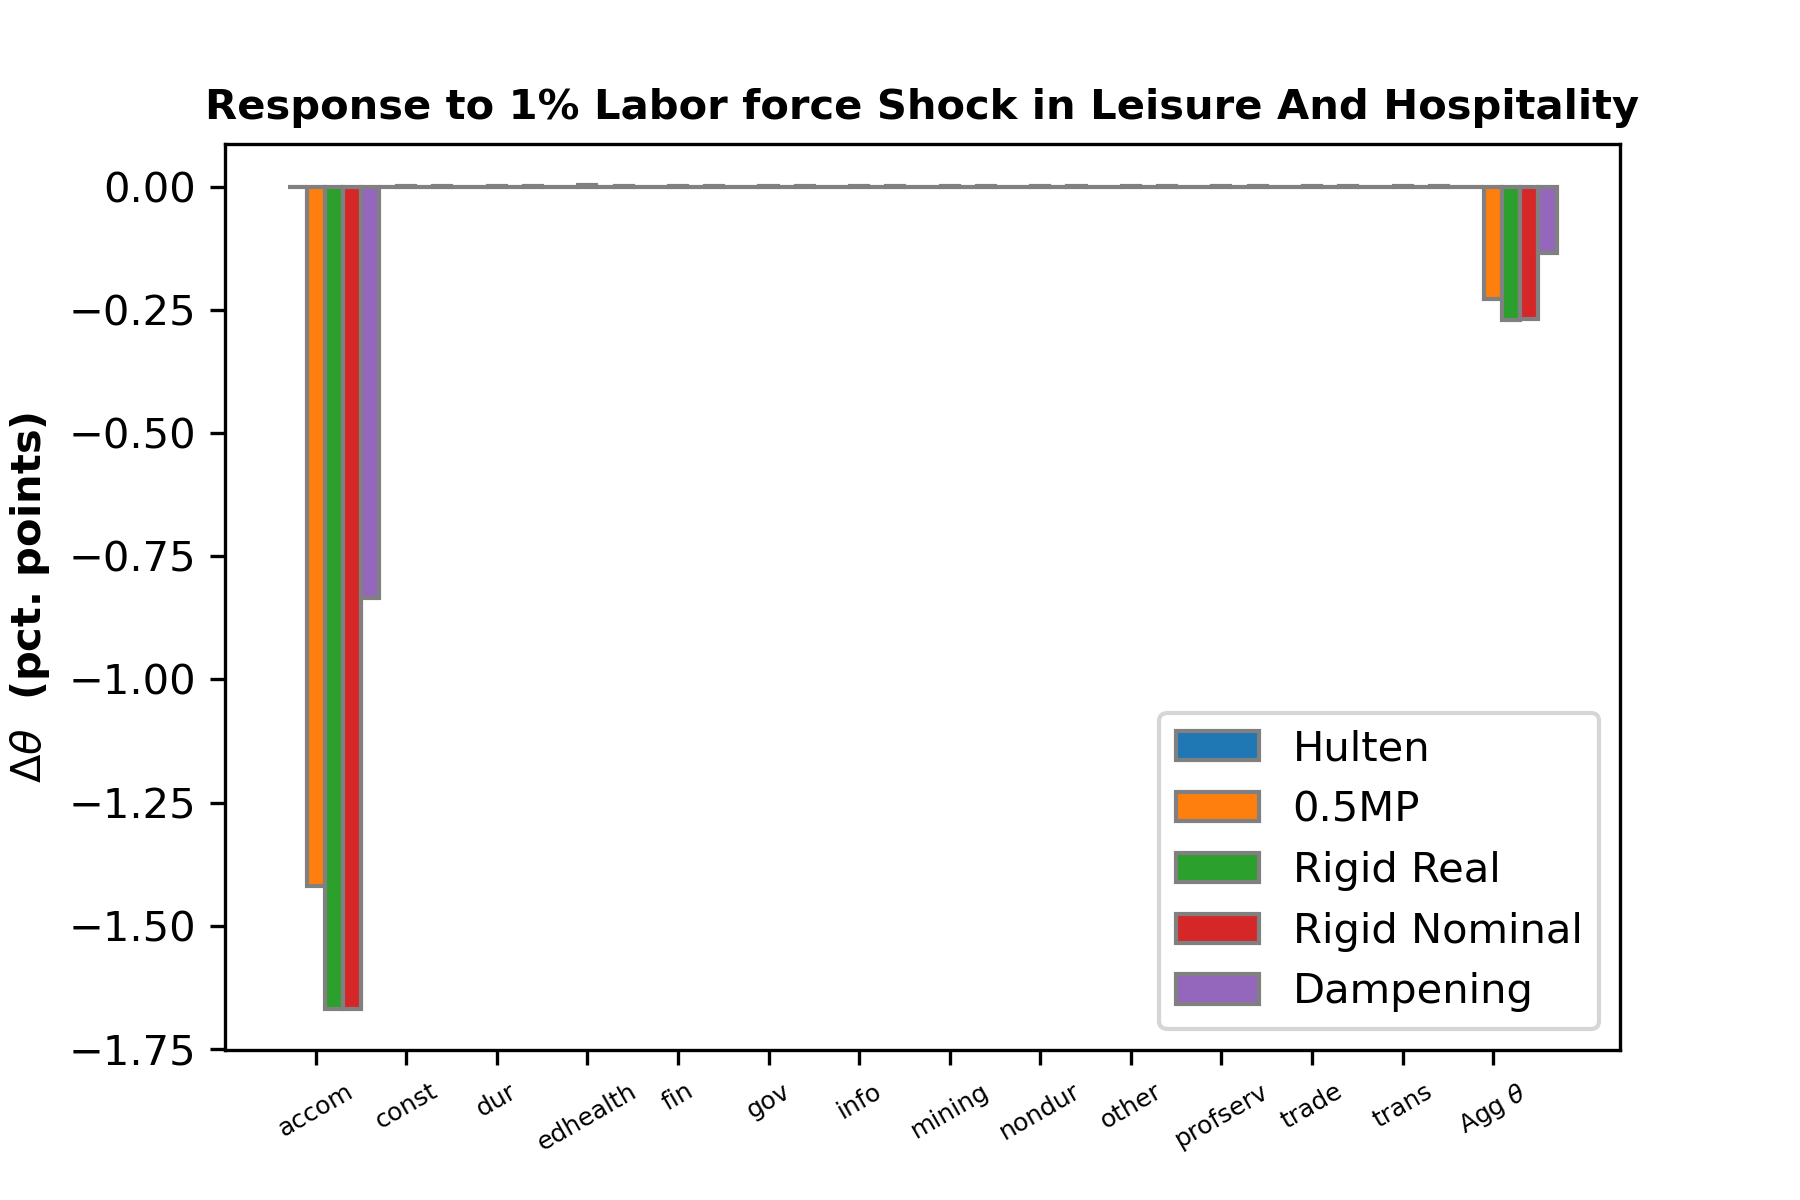 Response to 1% Labor force Shock in Leisure And Hospitality
Δθ (pct. points)
0.00
−0.25
−0.50
−0.75
−1.00
−1.25
−1.50
−1.75
Hulten
0.5MP
Rigid Real
Rigid Nominal
Dampening
accom const dur edhealth fin gov info mining nondur other profserv trade trans Agg θ